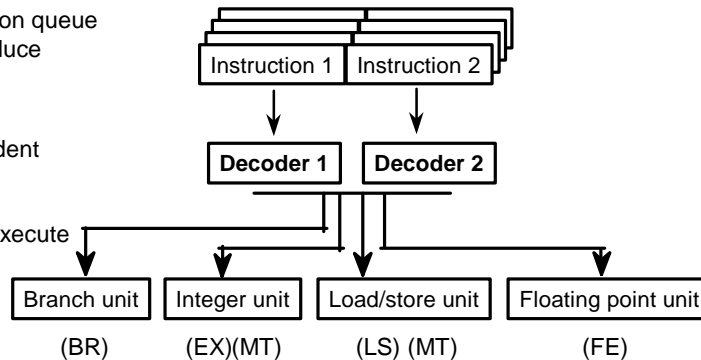 on queue
luce
Instruction 1 Instruction 2
dent
Decoder 1 Decoder 2
xecute
Branch unit Integer unit Load/store unit Floating point unit
(BR) (EX)(MT) (LS) (MT) (FE)